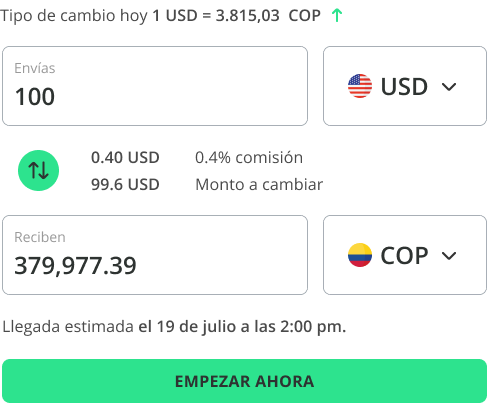 Tipo de cambio hoy 1 USD = 3.815,03 COP ↑
Envías
100
USD
0.40 USD 0.4% comisión
99.6 USD Monto a cambiar
Reciben
379,977.39
COP
Llegada estimada el 19 de julio a las 2:00 pm.
EMPEZAR AHORA